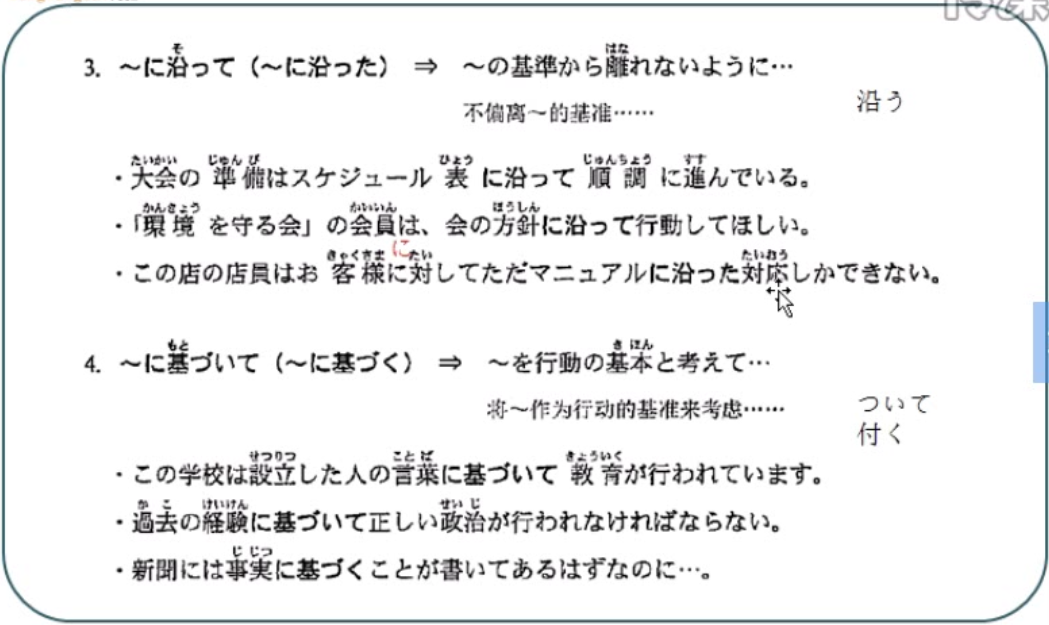 3. ～に沿って（～に沿った） ⇒ ～の基準から離れないように…
不偏离～的基准……
沿う
・大会の準備はスケジュール表に沿って順調に進んでいる。
・「環境を守る会」の会員は、会の方針に沿って行動してほしい。
に
・この店の店員はお客様に対してただマニュアルに沿った対応しかできない。
4. ～に基づいて（～に基づく） ⇒ ～を行動の基本と考えて…
将～作为行动的基准来考虑……
ついて
付く
・この学校は設立した人の言葉に基づいて教育が行われています。
・過去の経験に基づいて正しい政治が行われなければならない。
・新聞には事実に基づくことが書いてあるはずなのに…。